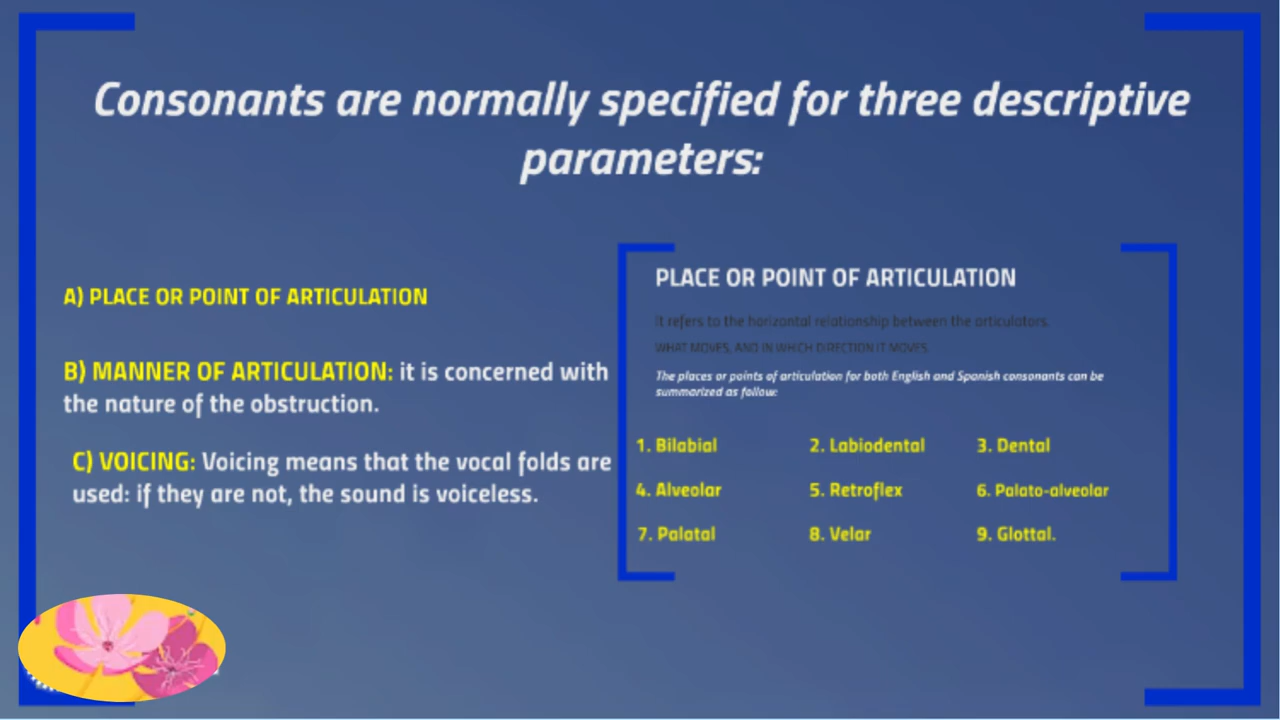 Consonants are normally specified for three descriptive
parameters:
A) PLACE OR POINT OF ARTICULATION
B) MANNER OF ARTICULATION: it is concerned with
the nature of the obstruction.
C) VOICING: Voicing means that the vocal folds are
used: if they are not, the sound is voiceless.
PLACE OR POINT OF ARTICULATION
It refers to the horizontal relationship between the articulators.
WHAT MOVES, AND IN WHICH DIRECTION IT MOVES
The places or points of articulation for both English and Spanish consonants can be
summarized as follow:
1. Bilabial 2. Labiodental 3. Dental
4. Alveolar 5. Retroflex 6. Palato-alveolar
7. Palatal 8. Velar 9. Glottal.